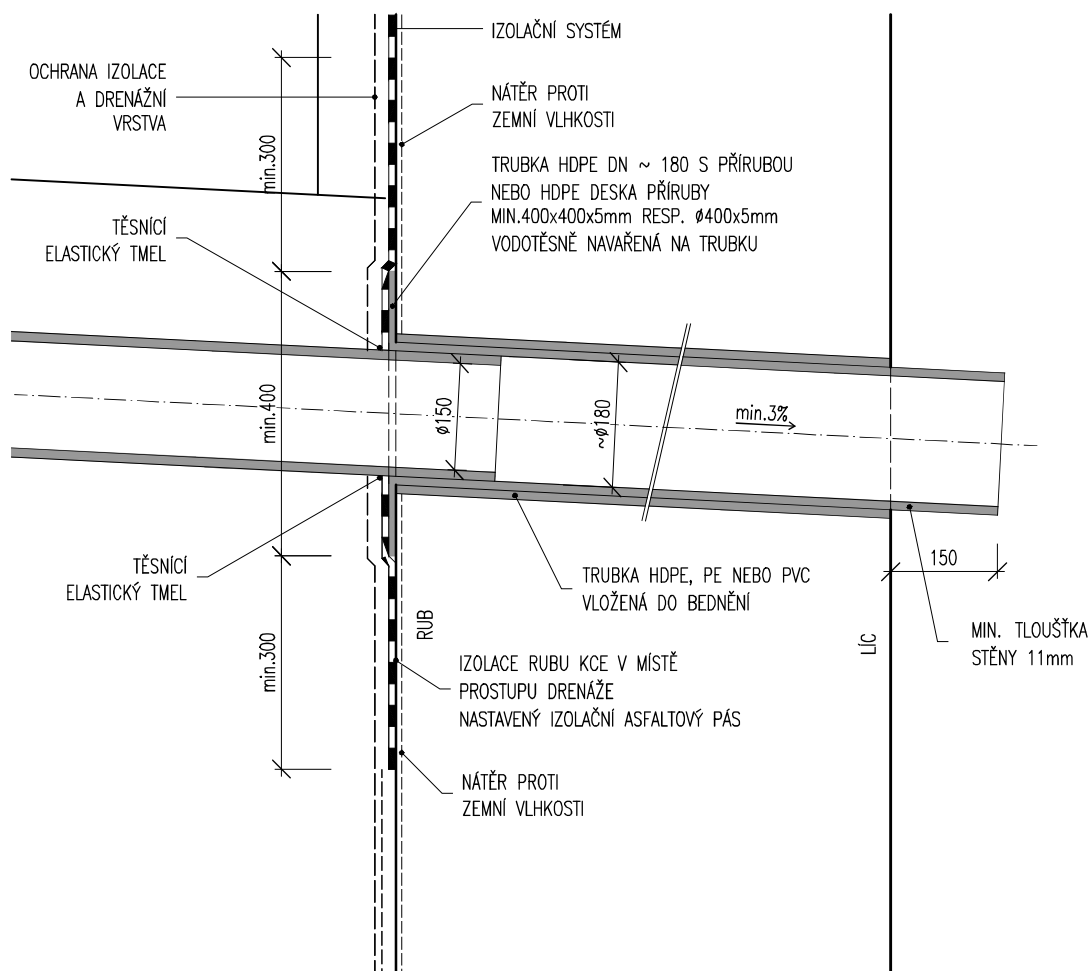 IZOLAČNÍ SYSTÉM
OCHRANA IZOLACE
A DRENÁŽNÍ
VRSTVA
NÁTĚR PROTI
ZEMNÍ VLHKOSTI
min.300
TRUBKA HDPE DN ~ 180 S PŘÍRUBOU
NEBO HDPE DESKA PŘÍRUBY
MIN.400x400x5mm RESP. Ø400x5mm
VODOTĚSNĚ NAVAŘENÁ NA TRUBKU
TĚSNÍCÍ
ELASTICKÝ TMEL
min.400
ø150
~ø180
min.3%
150
TĚSNÍCÍ
ELASTICKÝ TMEL
TRUBKA HDPE, PE NEBO PVC
VLOŽENÁ DO BEDNĚNÍ
RUB
LÍC
MIN. TLOUŠŤKA
STĚNY 11mm
min.300
IZOLACE RUBU KCE V MÍSTĚ
PROSTUPU DRENÁŽE
NASTAVENÝ IZOLAČNÍ ASFALTOVÝ PÁS
NÁTĚR PROTI
ZEMNÍ VLHKOSTI